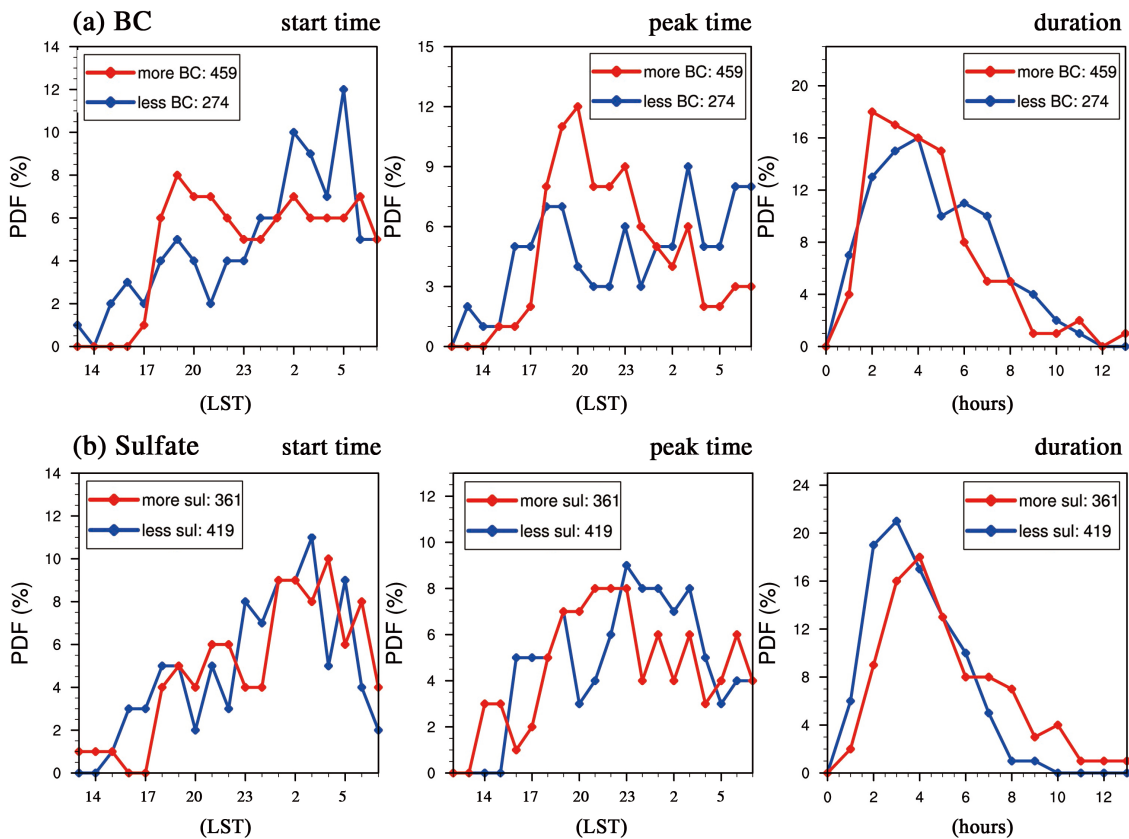 (a) BC
start time
PDF (%)
14
12
10
8
6
4
2
0
more BC: 459
less BC: 274
14 17 20 23 2 5
(LST)
peak time
PDF (%)
15
12
9
6
3
0
more BC: 459
less BC: 274
14 17 20 23 2 5
(LST)
duration
PDF (%)
20
16
12
8
4
0
more BC: 459
less BC: 274
0 2 4 6 8 10 12
(hours)
(b) Sulfate
start time
PDF (%)
14
12
10
8
6
4
2
0
more sul: 361
less sul: 419
14 17 20 23 2 5
(LST)
peak time
PDF (%)
12
10
8
6
4
2
0
more sul: 361
less sul: 419
14 17 20 23 2 5
(LST)
duration
PDF (%)
24
20
16
12
8
4
0
more sul: 361
less sul: 419
0 2 4 6 8 10 12
(hours)